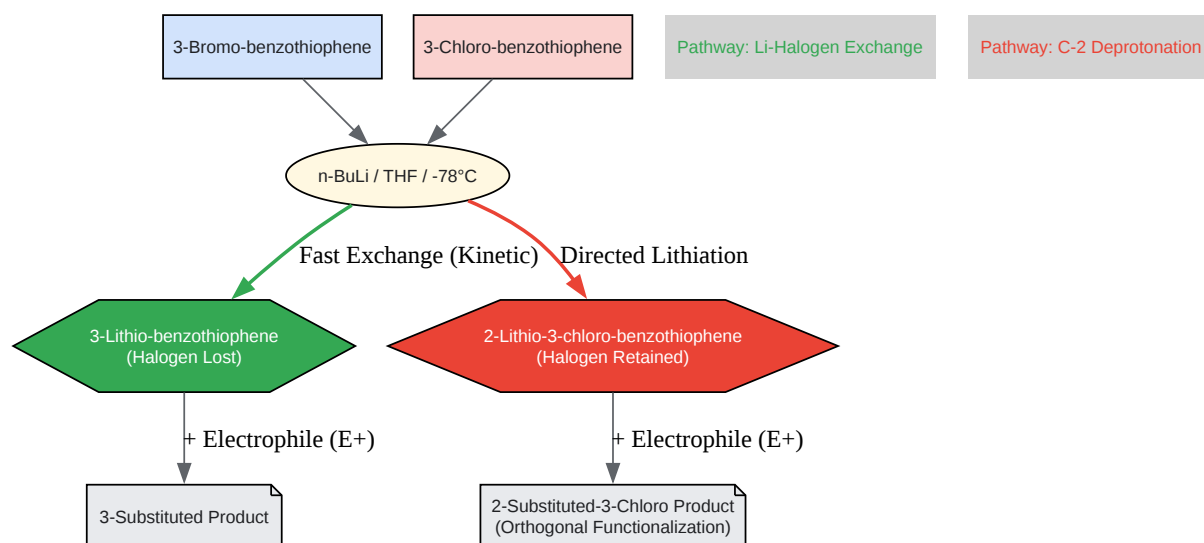 3-Bromo-benzothiophene
3-Chloro-benzothiophene
Pathway: Li-Halogen Exchange
Pathway: C-2 Deprotonation
n-BuLi / THF / -78°C
Fast Exchange (Kinetic)
Directed Lithiation
3-Lithio-benzothiophene
(Halogen Lost)
2-Lithio-3-chloro-benzothiophene
(Halogen Retained)
+ Electrophile (E+)
+ Electrophile (E+)
3-Substituted Product
2-Substituted-3-Chloro Product
(Orthogonal Functionalization)